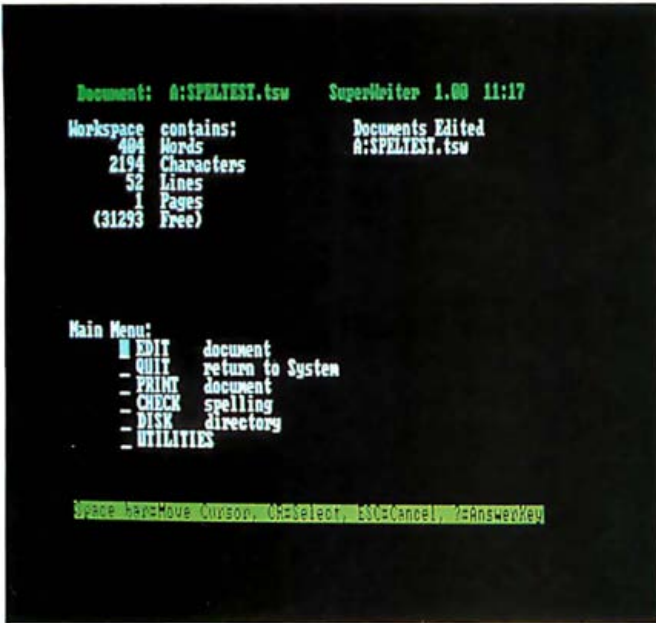 Document: A:SPELTEST.tsw SuperWriter 1.00 11:17
Workspace contains: Documents Edited
404 Words A:SPELTEST.tsw
2194 Characters
52 Lines
1 Pages
(31293 Free)
Main Menu:
EDIT document
_ QUIT return to System
_ PRINT document
_ CHECK spelling
_ DISK directory
_ UTILITIES
Space bar=Move Cursor, CR=Select, ESC=Cancel, ?=AnswerKey